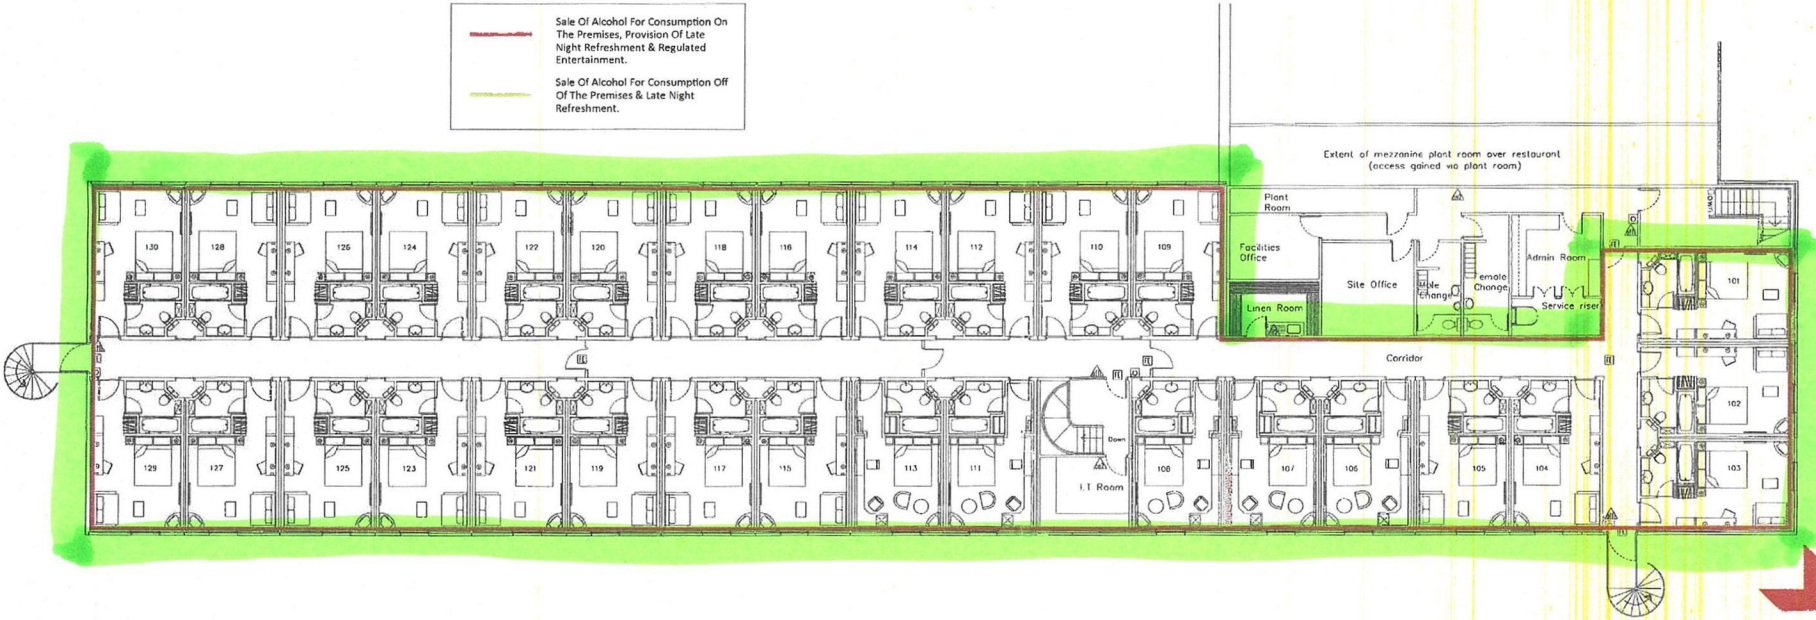 Sale Of Alcohol For Consumption On
The Premises, Provision Of Late
Night Refreshment & Regulated
Entertainment.
Sale Of Alcohol For Consumption Off
Of The Premises & Late Night
Refreshment.
Extent of mezzanine plant room over restaurant
(access gained via plant room)
Plant
Room
Facilities
Office
Site Office
Change
Female
Change
Admin Room
Service riser
Linen Room
Down
130
128
126
124
122
120
118
116
114
112
110
109
101
Corridor
102
103
129
127
125
123
121
119
117
115
113
111
Down
I.T Room
108
107
106
105
104